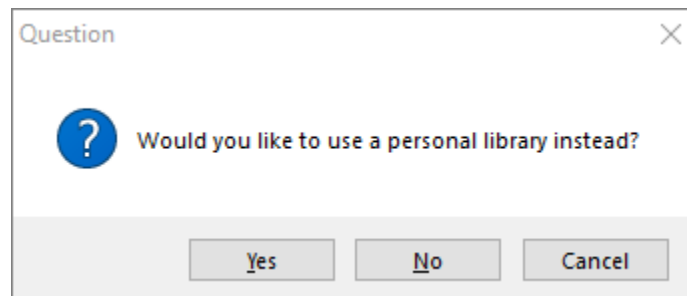 Question
Would you like to use a personal library instead?
Yes
No
Cancel